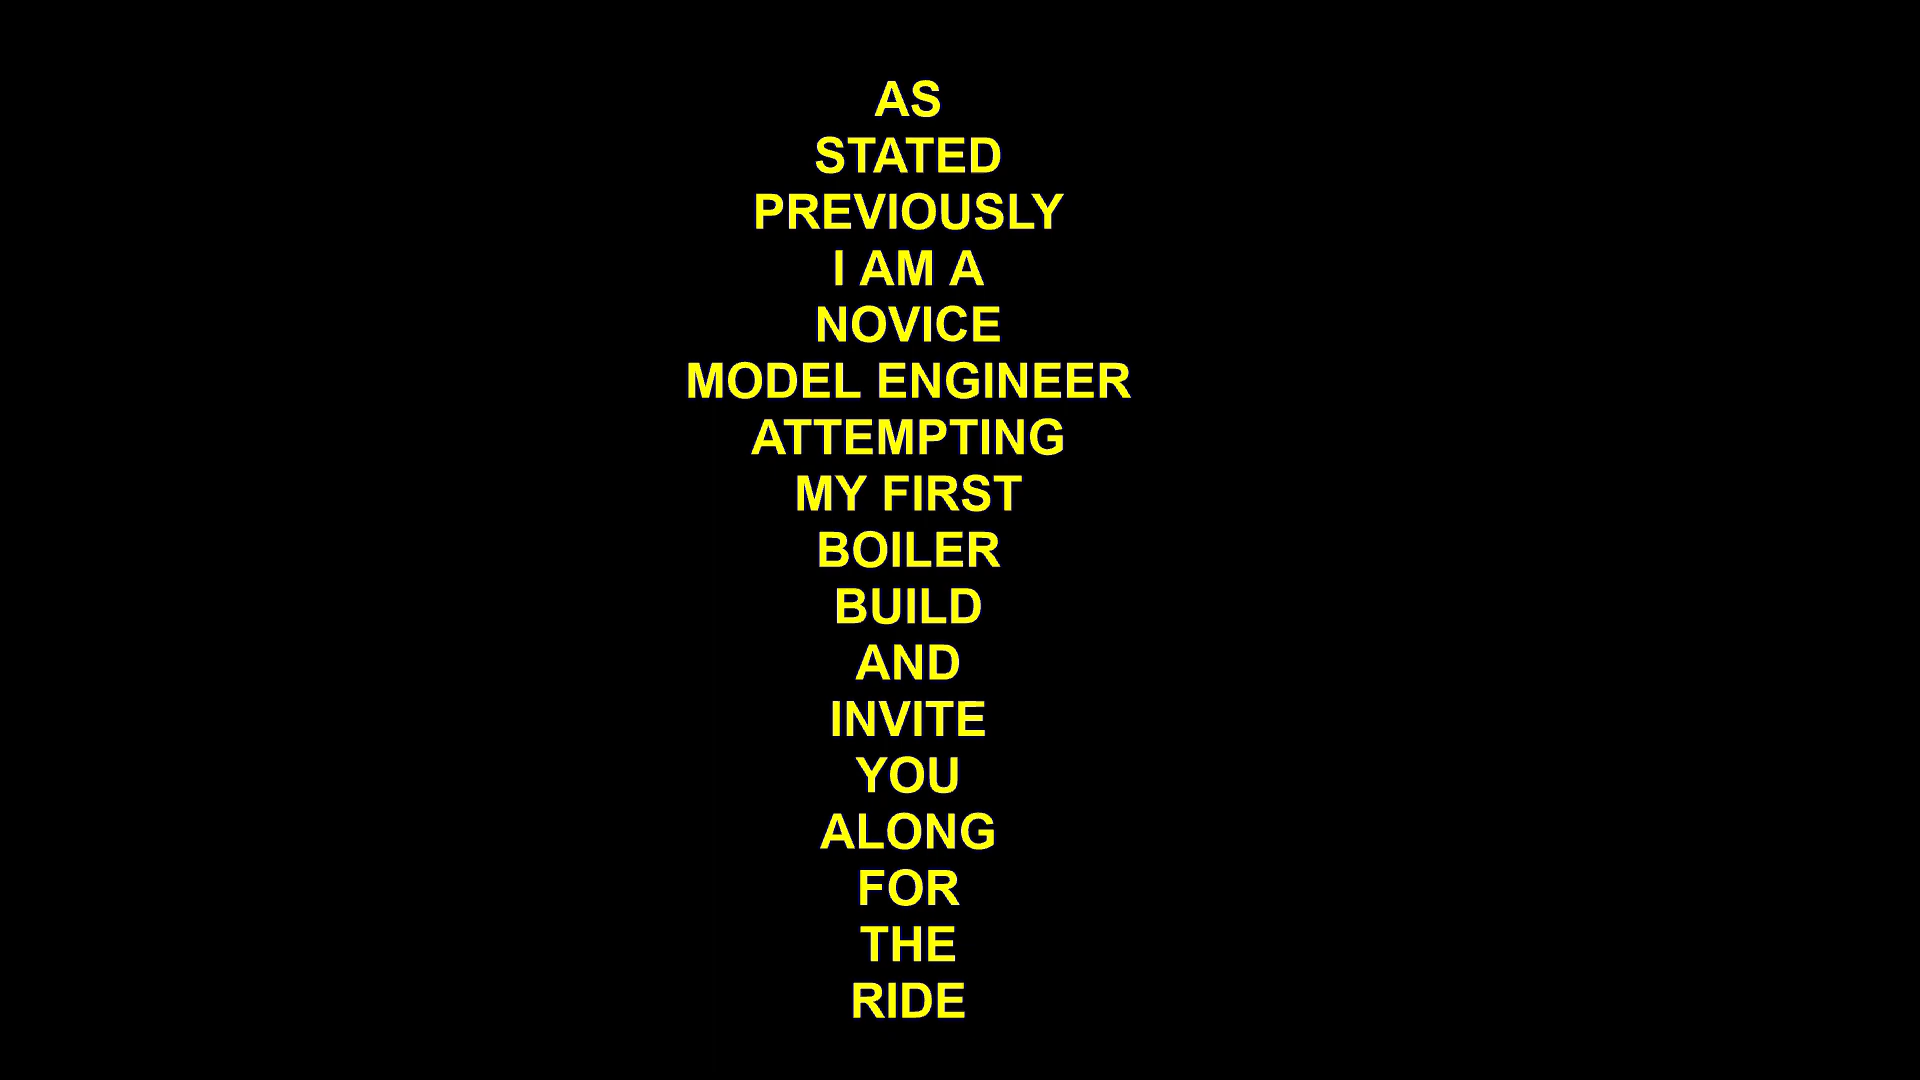 AS
STATED
PREVIOUSLY
I AM A
NOVICE
MODEL ENGINEER
ATTEMPTING
MY FIRST
BOILER
BUILD
AND
INVITE
YOU
ALONG
FOR
THE
RIDE